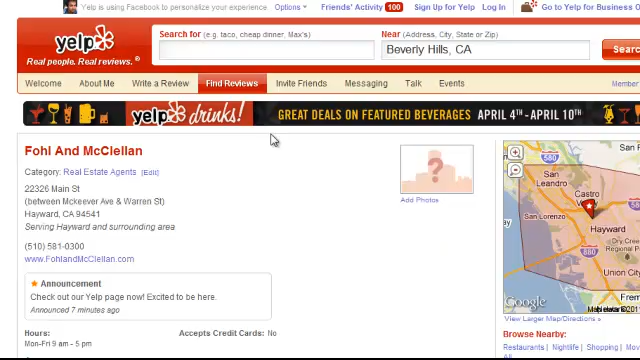 Yelp is using Facebook to personalize your experience Options Friends' Activity 100 Sign Up for Yelp Log In Go to Yelp for Business O
yelp
Real people. Real reviews. ®
Search for (e.g. taco, cheap dinner, Max's)
Near (Address, City, State or Zip)
Beverly Hills, CA
Searc
Welcome About Me Write a Review Find Reviews Invite Friends Messaging Talk Events Member
yelp drinks! GREAT DEALS ON FEATURED BEVERAGES APRIL 4TH - APRIL 10TH
Fohl And McClellan
Category: Real Estate Agents [Edit]
22326 Main St
(between Mckeever Ave & Warren St)
Hayward, CA 94541
Serving Hayward and surrounding area
(510) 581-0300
www.FohlandMcClellan.com
?
Add Photos
Announcement
Check out our Yelp page now! Excited to be here.
Announced 7 minutes ago
Hours:
Mon-Fri 9 am - 5 pm
Accepts Credit Cards: No
580
San
Leandro
Castro
San Lorenzo
Hayward
580
Union City
Google
View Larger Map/Directions »
Browse Nearby:
Restaurants | Nightlife | Shopping | Mov